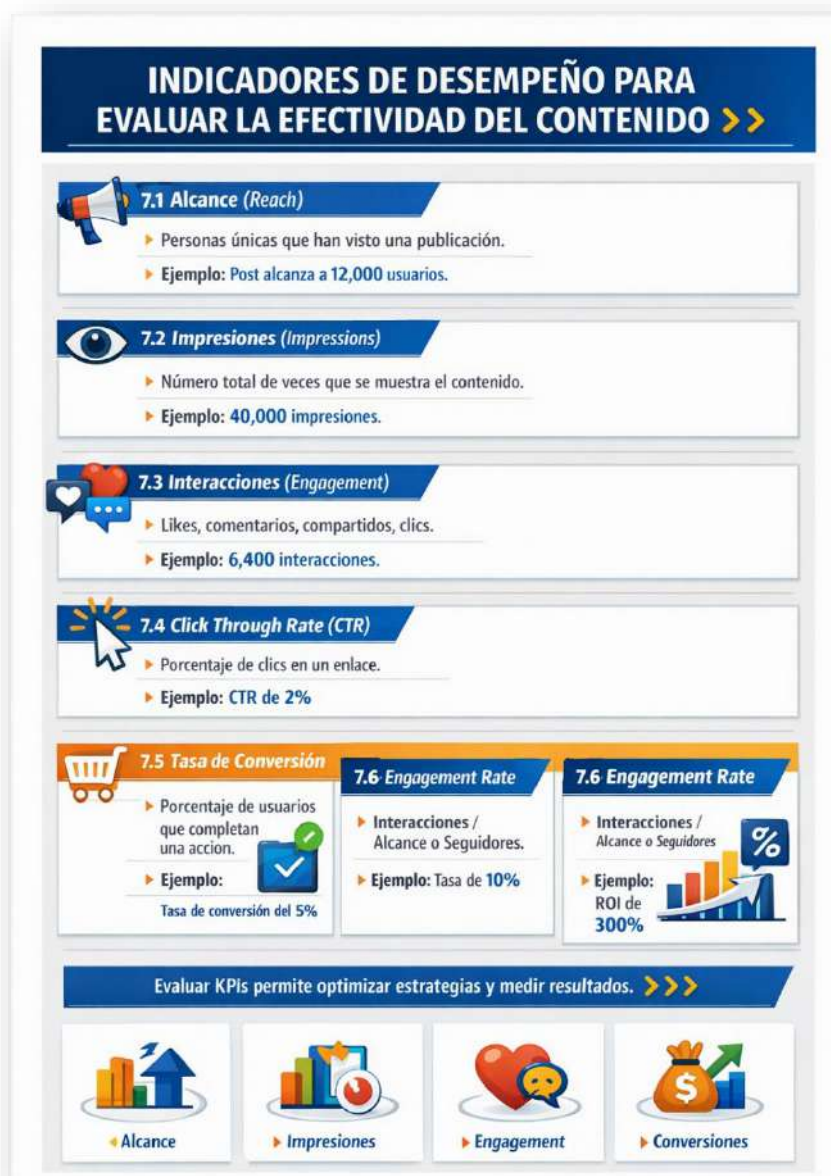 INDICADORES DE DESEMPEÑO PARA
EVALUAR LA EFECTIVIDAD DEL CONTENIDO >>
7.1 Alcance (Reach)
Personas únicas que han visto una publicación.
Ejemplo: Post alcanza a 12,000 usuarios.
7.2 Impresiones (Impressions)
Número total de veces que se muestra el contenido.
Ejemplo: 40,000 impresiones.
7.3 Interacciones (Engagement)
Likes, comentarios, compartidos, clics.
Ejemplo: 6,400 interacciones.
7.4 Click Through Rate (CTR)
Porcentaje de clics en un enlace.
Ejemplo: CTR de 2%
7.5 Tasa de Conversión
Porcentaje de usuarios
que completan
una accion.
Ejemplo:
Tasa de conversión del 5%
7.6 Engagement Rate
Interacciones /
Alcance o Seguidores.
Ejemplo: Tasa de 10%
7.6 Engagement Rate
Interacciones /
Alcance o Seguidores
%
Ejemplo:
ROI de
300%
Evaluar KPIs permite optimizar estrategias y medir resultados. >>>
Alcance
Impresiones
Engagement
$
Conversiones